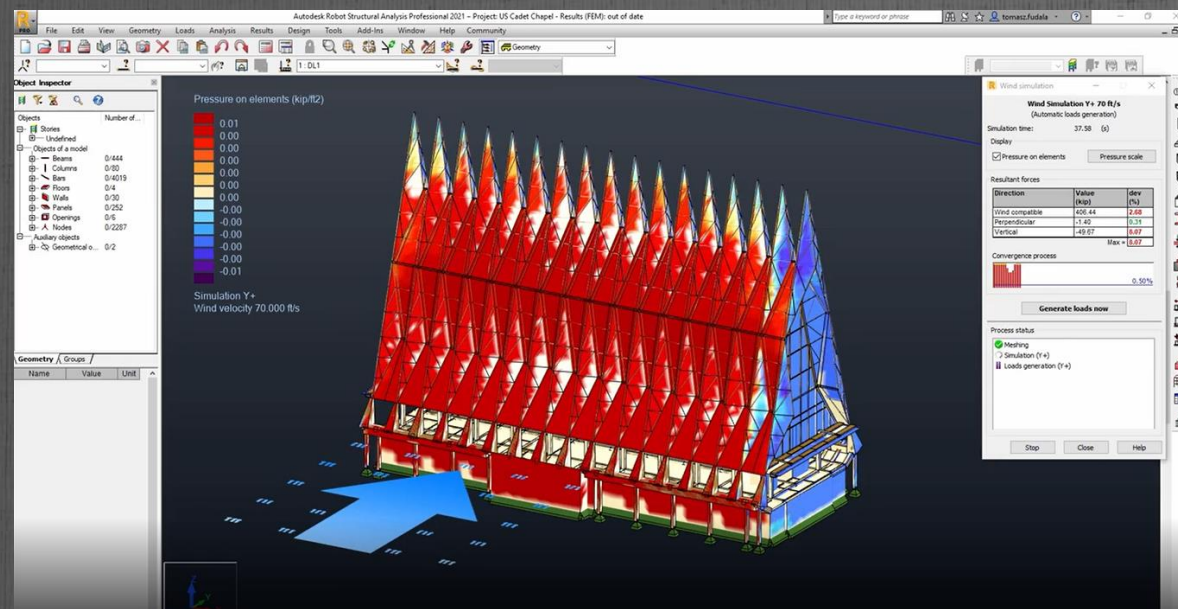 Autodesk Robot Structural Analysis Professional 2021 - Project: US Cadet Chapel - Results (FEM): out of date
Type a keyword or phrase
tomasz.fudala
PRO
File Edit View Geometry Loads Analysis Results Design Tools Add-Ins Window Help Community
Geometry
1 : DL1
Object Inspector
Objects Number of...
Stories
Undefined
Objects of a model
Beams 0/444
Columns 0/80
Bars 0/4019
Floors 0/4
Walls 0/30
Panels 0/252
Openings 0/6
Nodes 0/2287
Auxiliary objects
Geometrical o... 0/2
Geometry Groups
Name Value Unit
Pressure on elements (kip/ft2)
0.01
0.00
0.00
0.00
0.00
0.00
0.00
-0.00
-0.00
-0.00
-0.00
-0.00
-0.01
Simulation Y+
Wind velocity 70.000 ft/s
Wind simulation
Wind Simulation Y+ 70 ft/s
(Automatic loads generation)
Simulation time: 37.58 (s)
Display
Pressure on elements Pressure scale
Resultant forces
Direction Value (kip) dev (%)
Wind compatible 406.44 2.68
Perpendicular -1.40 0.31
Vertical -49.67 8.07
Max = 8.07
Convergence process
0.50%
Generate loads now
Process status
Meshing
Simulation (Y+)
Loads generation (Y+)
Stop Close Help